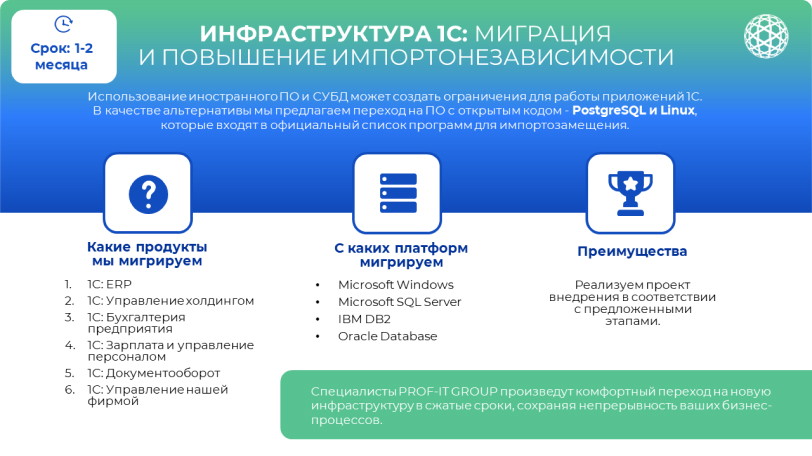 Срок: 1-2
месяца
ИНФРАСТРУКТУРА 1С: МИГРАЦИЯ
И ПОВЫШЕНИЕ ИМПОРТОНЕЗАВИСИМОСТИ
Использование иностранного ПО и СУБД может создать ограничения для работы приложений 1С.
В качестве альтернативы мы предлагаем переход на ПО с открытым кодом - PostgreSQL и Linux,
которые входят в официальный список программ для импортозамещения.
Какие продукты
мы мигрируем
1. 1С: ERP
2. 1С: Управление холдингом
3. 1С: Бухгалтерия
предприятия
4. 1С: Зарплата и управление
персоналом
5. 1С: Документооборот
6. 1С: Управление нашей
фирмой
С каких платформ
мигрируем
• Microsoft Windows
• Microsoft SQL Server
• IBM DB2
• Oracle Database
Преимущества
Реализуем проект
внедрения в соответствии
с предложенными
этапами.
Специалисты PROF-IT GROUP произведут комфортный переход на новую
инфраструктуру в сжатые сроки, сохраняя непрерывность ваших бизнес-
процессов.